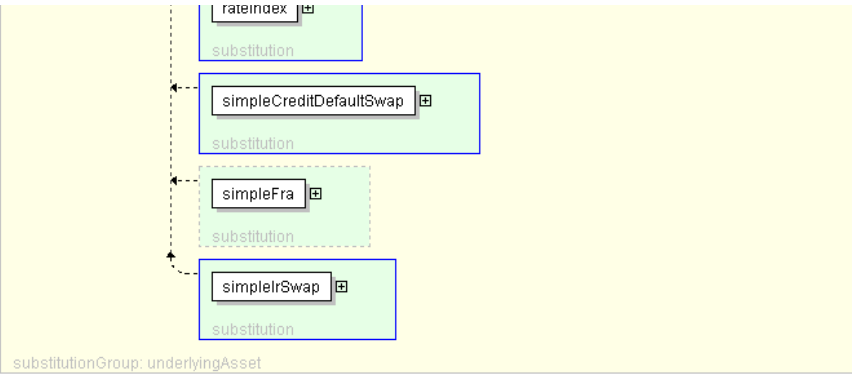 rateIndex
substitution
simpleCreditDefaultSwap
substitution
simpleFra
substitution
simpleIrSwap
substitution
substitutionGroup: underlyingAsset